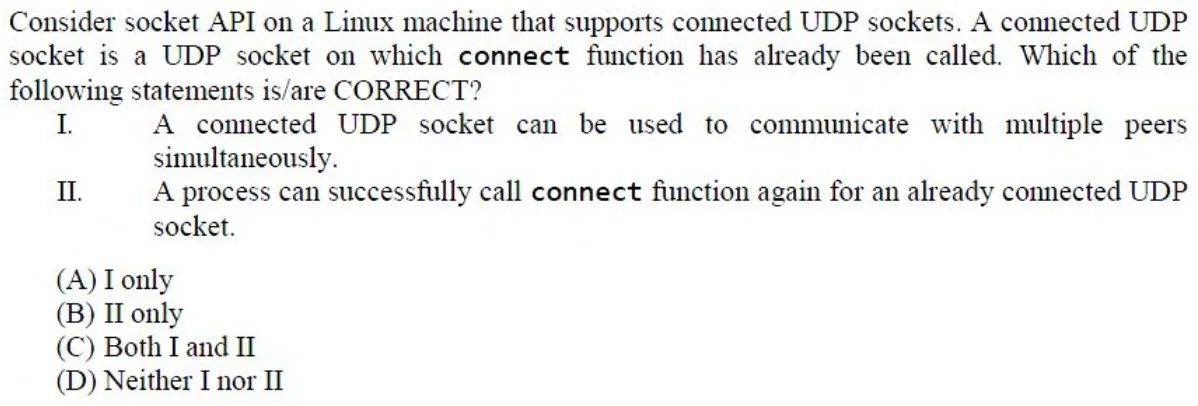 Consider socket API on a Linux machine that supports connected UDP sockets. A connected UDP
socket is a UDP socket on which connect function has already been called. Which of the
following statements is/are CORRECT?
I. A connected UDP socket can be used to communicate with multiple peers
simultaneously.
II. A process can successfully call connect function again for an already connected UDP
socket.
(A) I only
(B) II only
(C) Both I and II
(D) Neither I nor II